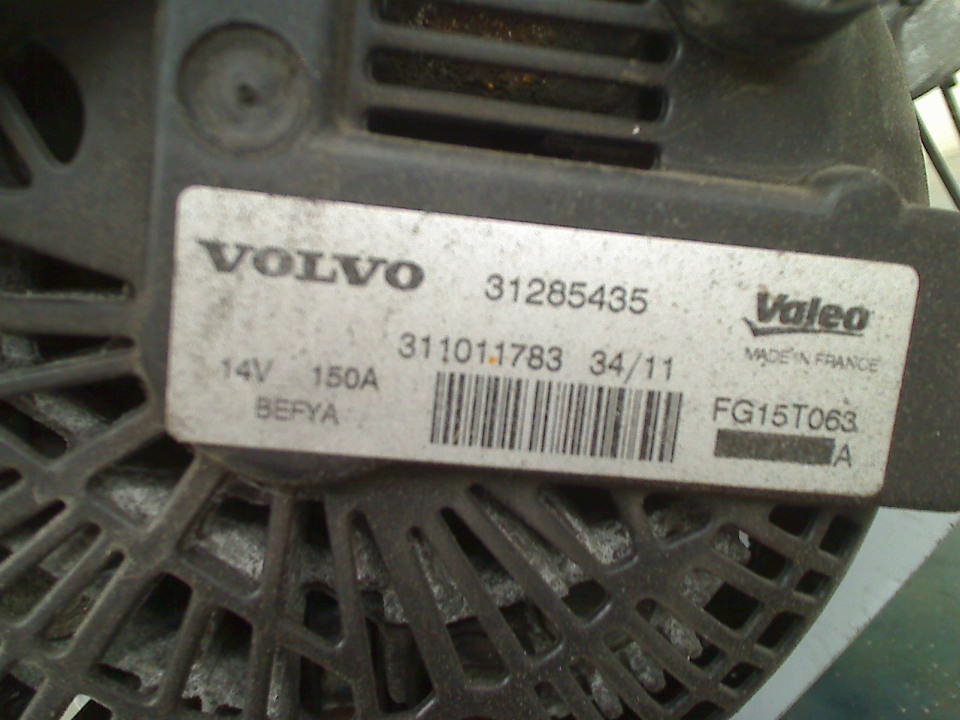 VOLVO 31285435
Valeo
MADE IN FRANCE
311011783 34/11
14V 150A
BEFYA
FG15T063
A